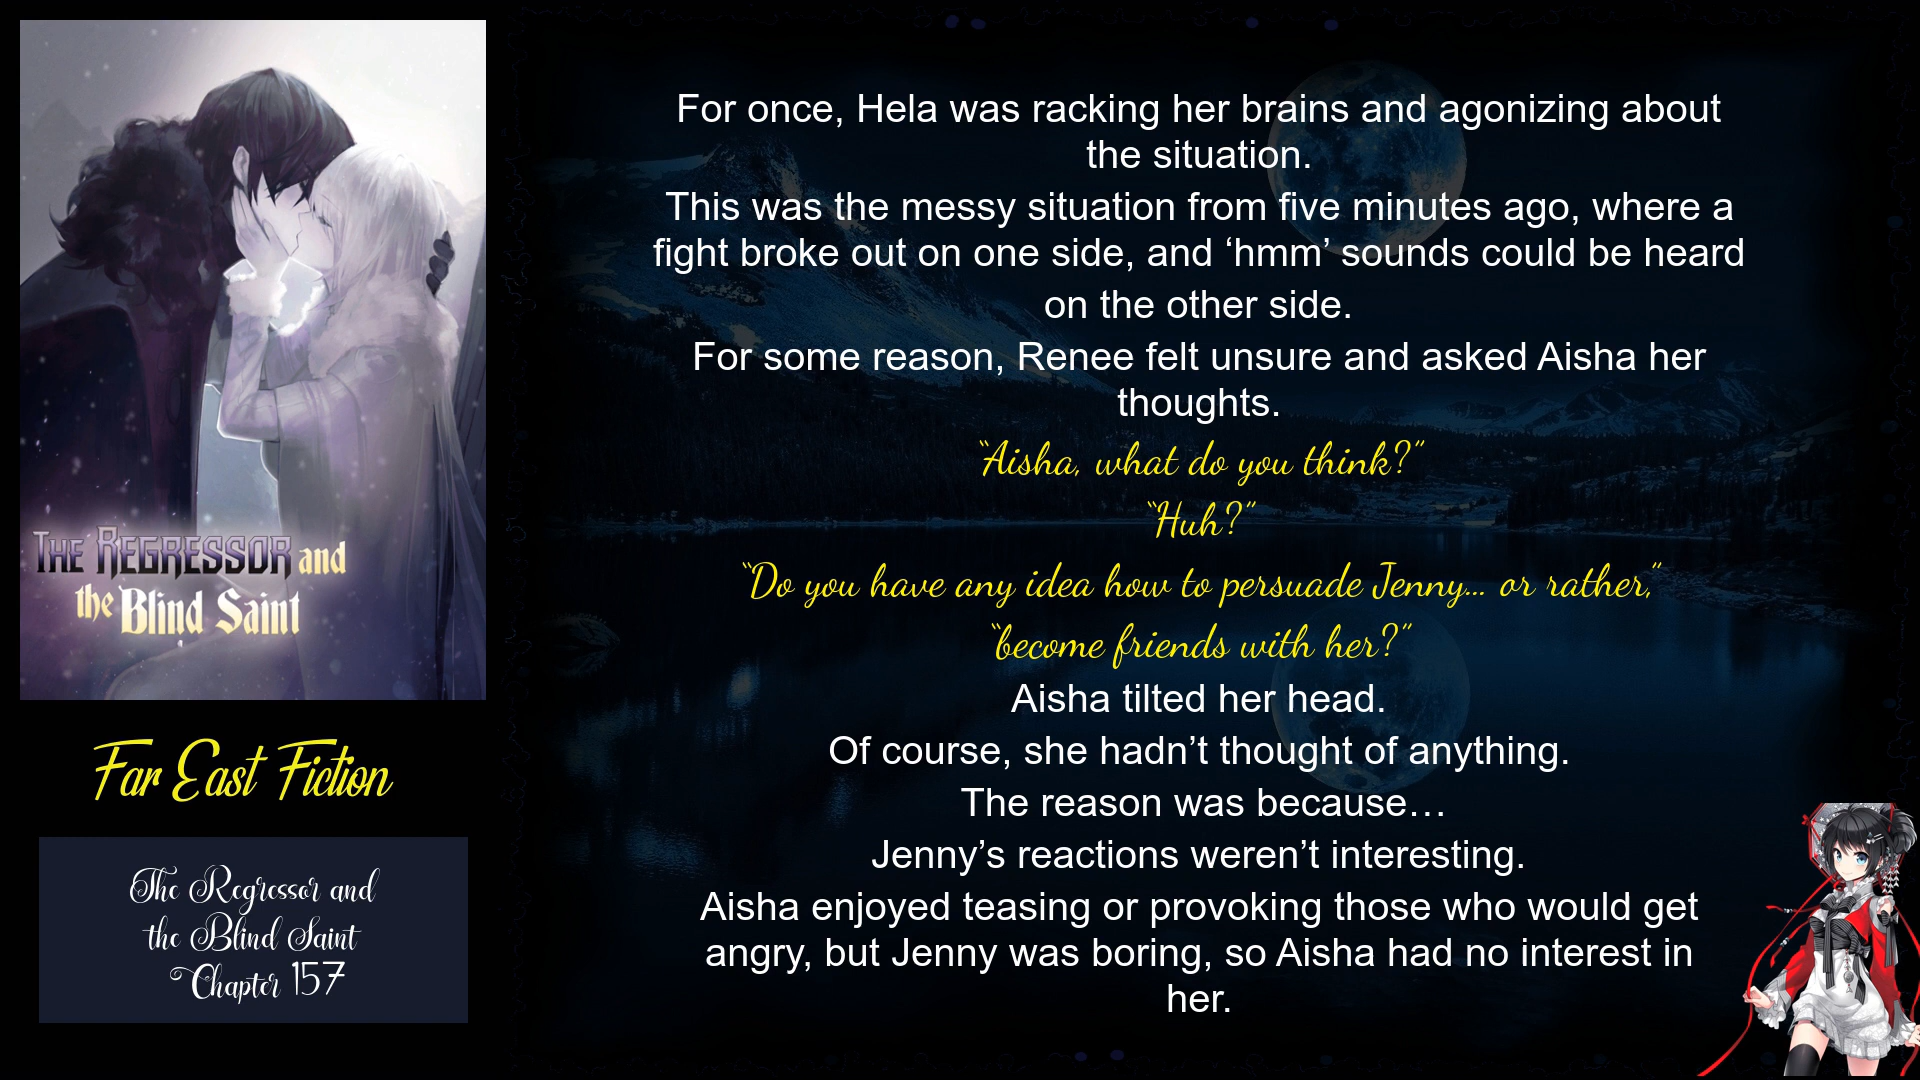 THE REGRESSOR and
the Blind Saint
Far East Fiction
The Regressor and
the Blind Saint
Chapter 157
For once, Hela was racking her brains and agonizing about
the situation.
This was the messy situation from five minutes ago, where a
fight broke out on one side, and ‘hmm’ sounds could be heard
on the other side.
For some reason, Renee felt unsure and asked Aisha her
thoughts.
“Aisha, what do you think?”
“Huh?”
“Do you have any idea how to persuade Jenny… or rather,”
“become friends with her?”
Aisha tilted her head.
Of course, she hadn’t thought of anything.
The reason was because…
Jenny’s reactions weren’t interesting.
Aisha enjoyed teasing or provoking those who would get
angry, but Jenny was boring, so Aisha had no interest in
her.